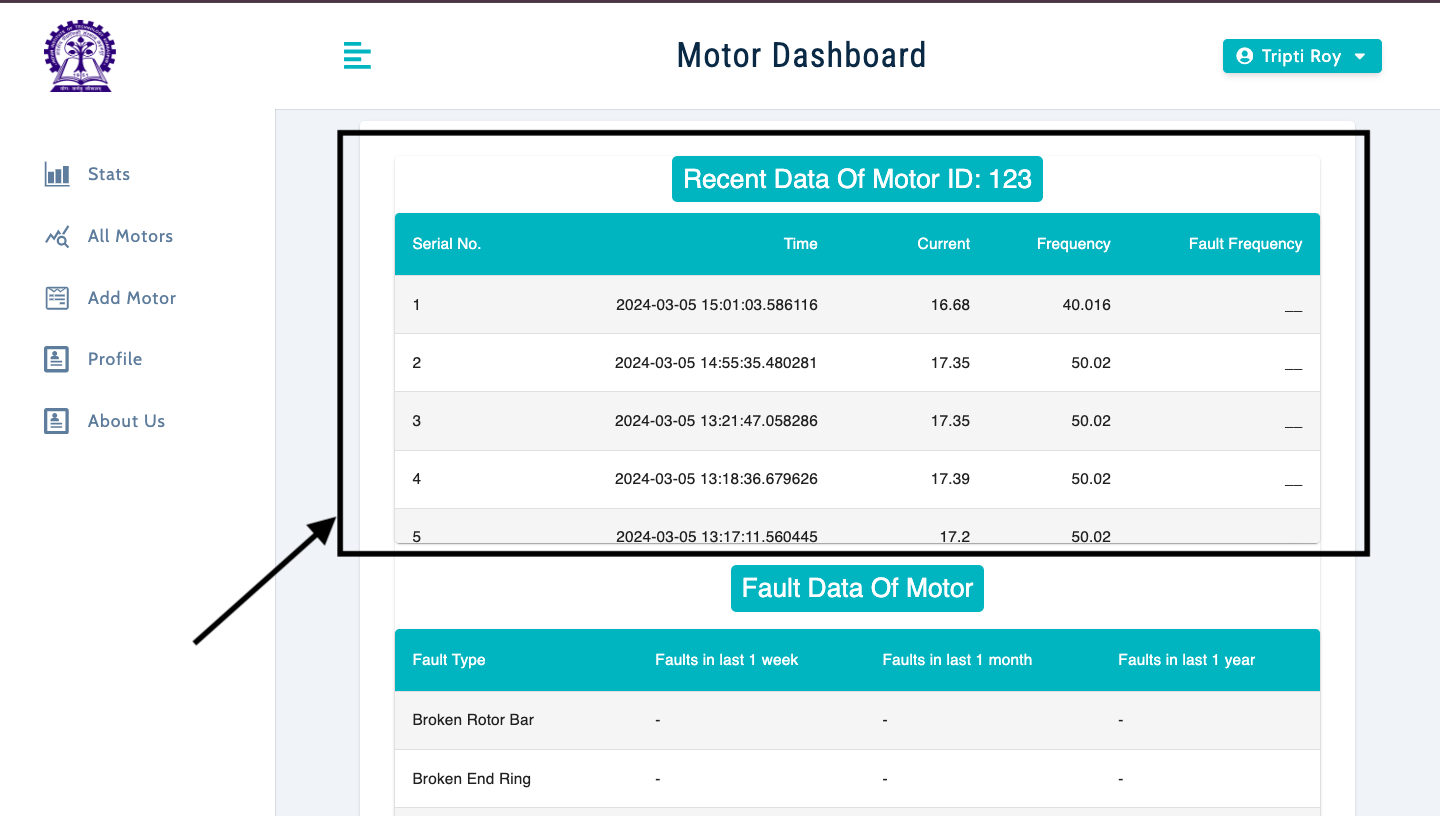 Motor Dashboard
Tripti Roy
Stats
All Motors
Add Motor
Profile
About Us
Recent Data Of Motor ID: 123
Serial No. Time Current Frequency Fault Frequency
1 2024-03-05 15:01:03.586116 16.68 40.016 __
2 2024-03-05 14:55:35.480281 17.35 50.02 __
3 2024-03-05 13:21:47.058286 17.35 50.02 __
4 2024-03-05 13:18:36.679626 17.39 50.02 __
5 2024-03-05 13:17:11.560445 17.2 50.02
Fault Data Of Motor
Fault Type Faults in last 1 week Faults in last 1 month Faults in last 1 year
Broken Rotor Bar - - -
Broken End Ring - - -